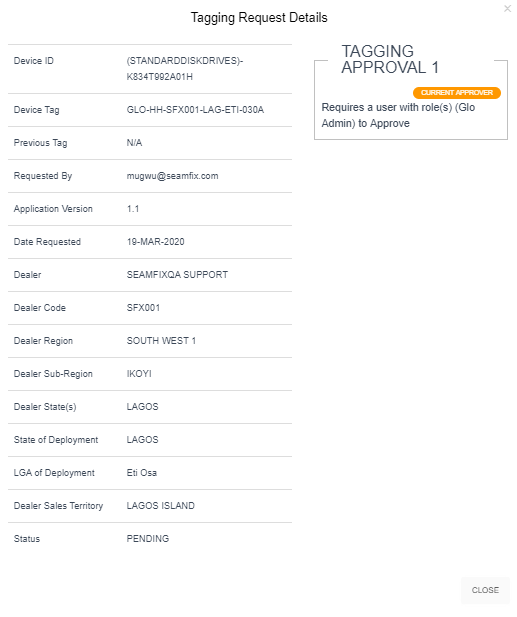 ×
Tagging Request Details
Device ID (STANDARDDISKDRIVES)-
K834T992A01H
Device Tag GLO-HH-SFX001-LAG-ETI-030A
Previous Tag N/A
Requested By mugwu@seamfix.com
Application Version 1.1
Date Requested 19-MAR-2020
Dealer SEAMFIXQA SUPPORT
Dealer Code SFX001
Dealer Region SOUTH WEST 1
Dealer Sub-Region IKOYI
Dealer State(s) LAGOS
State of Deployment LAGOS
LGA of Deployment Eti Osa
Dealer Sales Territory LAGOS ISLAND
Status PENDING
TAGGING
APPROVAL 1
CURRENT APPROVER
Requires a user with role(s) (Glo
Admin) to Approve
CLOSE